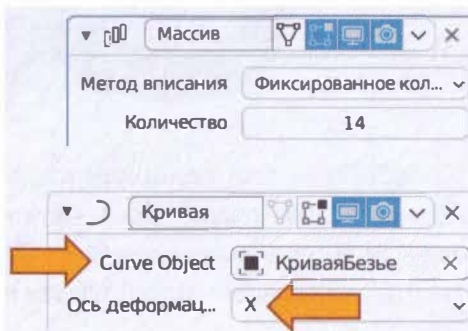 Массив
Метод вписания Фиксированное кол...
Количество 14
Кривая
Curve Object КриваяБезье
Ось деформац... X